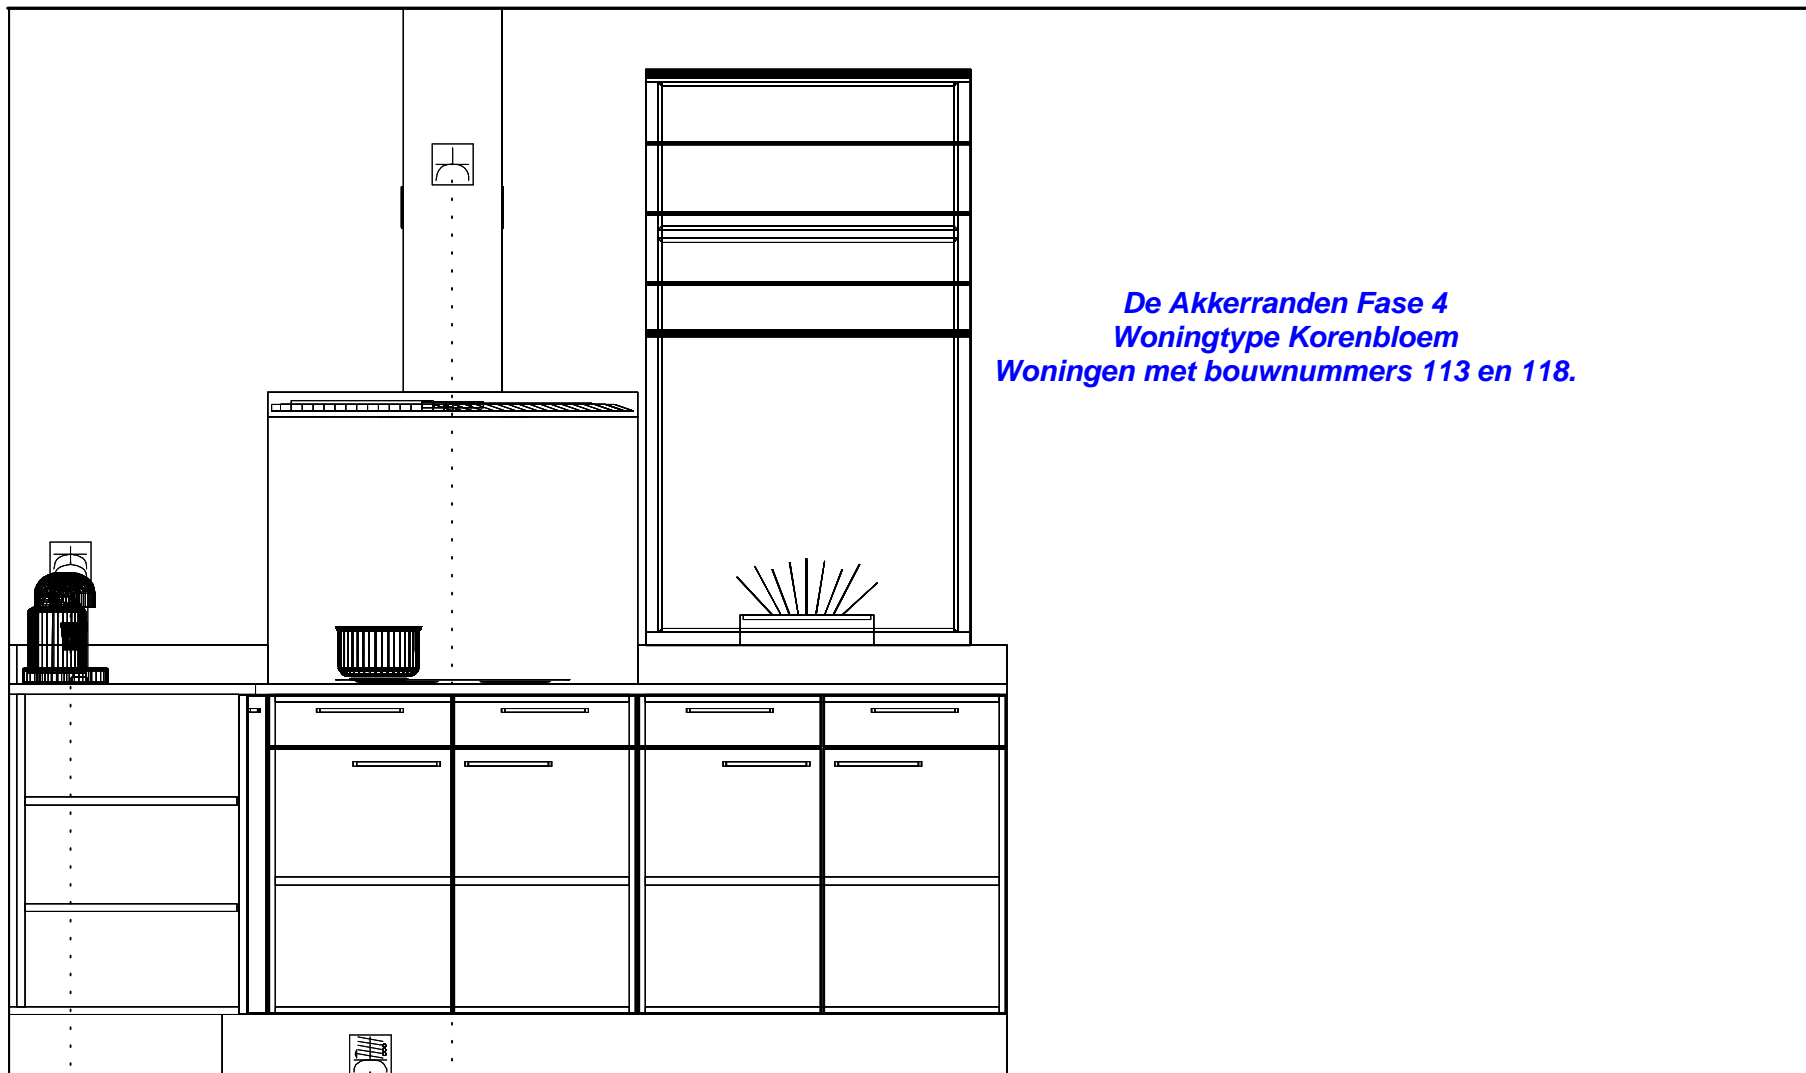 De Akkerranden Fase 4
Woningtype Korenbloem
Woningen met bouwnummers 113 en 118.